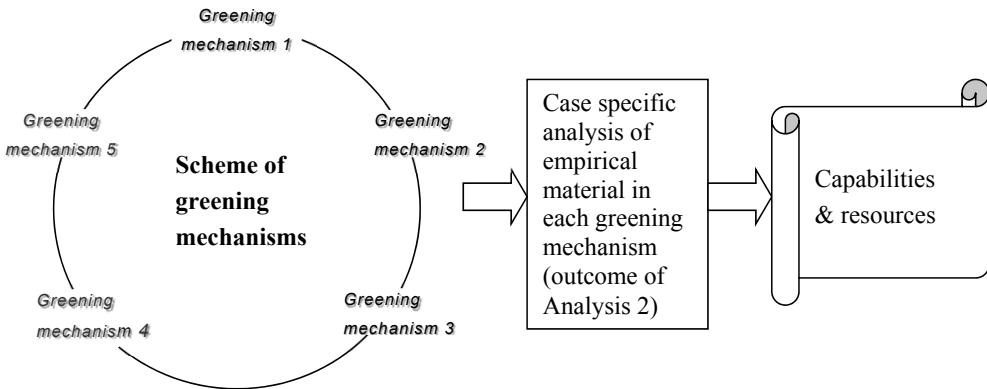 Greening
mechanism 1
Greening
mechanism 5
Greening
mechanism 2
Scheme of
greening
mechanisms
Greening
mechanism 4
Greening
mechanism 3
Case specific
analysis of
empirical
material in
each greening
mechanism
(outcome of
Analysis 2)
Capabilities
& resources